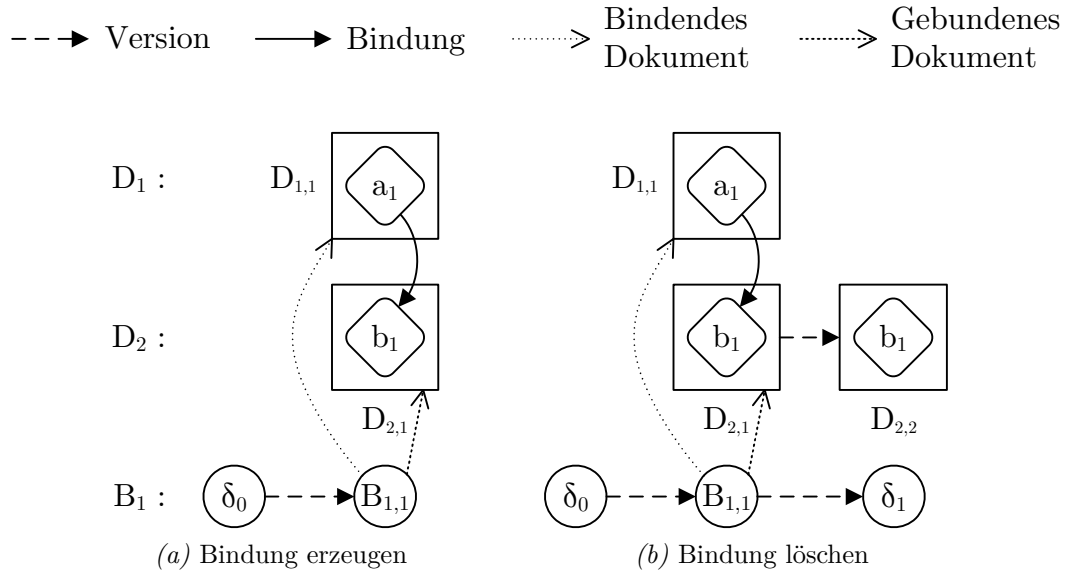 Version Bindung Bindendes Dokument Gebundenes Dokument
D₁ : D₁,₁ a₁ D₁,₁ a₁
D₂ : b₁ b₁ b₁
D₂,₁ D₂,₁ D₂,₂
B₁ : δ₀ B₁,₁ δ₀ B₁,₁ δ₁
(a) Bindung erzeugen (b) Bindung löschen